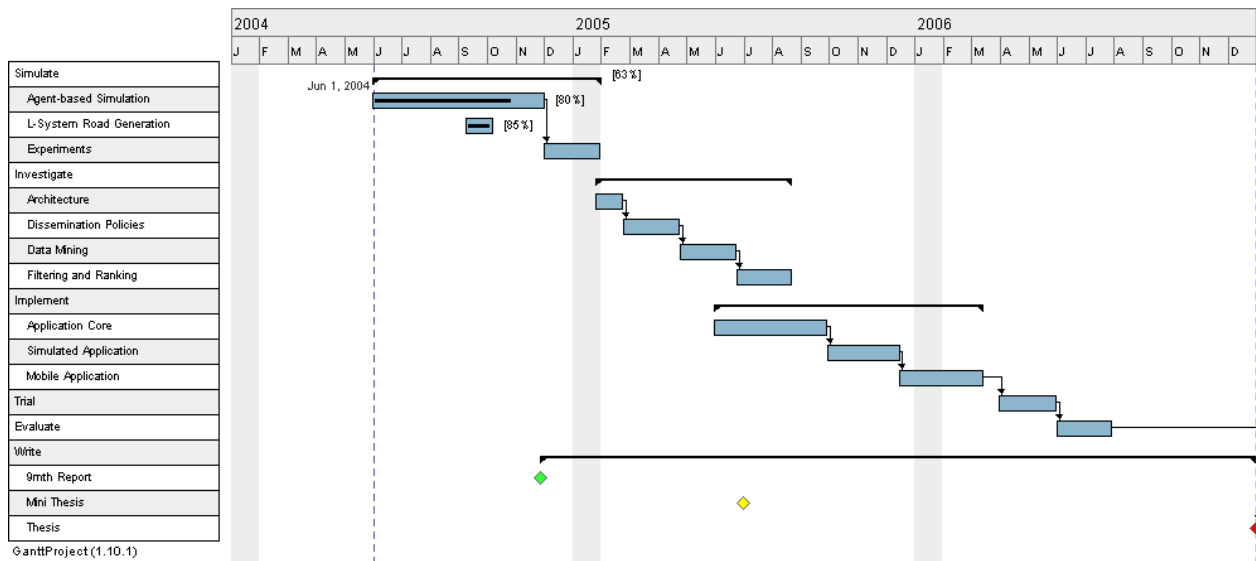 2004 2005 2006
J F M A M J J A S O N D J F M A M J J A S O N D J F M A M J J A S O N D
Simulate [63%]
Jun 1, 2004
Agent-based Simulation [80%]
L-System Road Generation [85%]
Experiments
Investigate
Architecture
Dissemination Policies
Data Mining
Filtering and Ranking
Implement
Application Core
Simulated Application
Mobile Application
Trial
Evaluate
Write
9mth Report
Mini Thesis
Thesis
GanttProject (1.10.1)